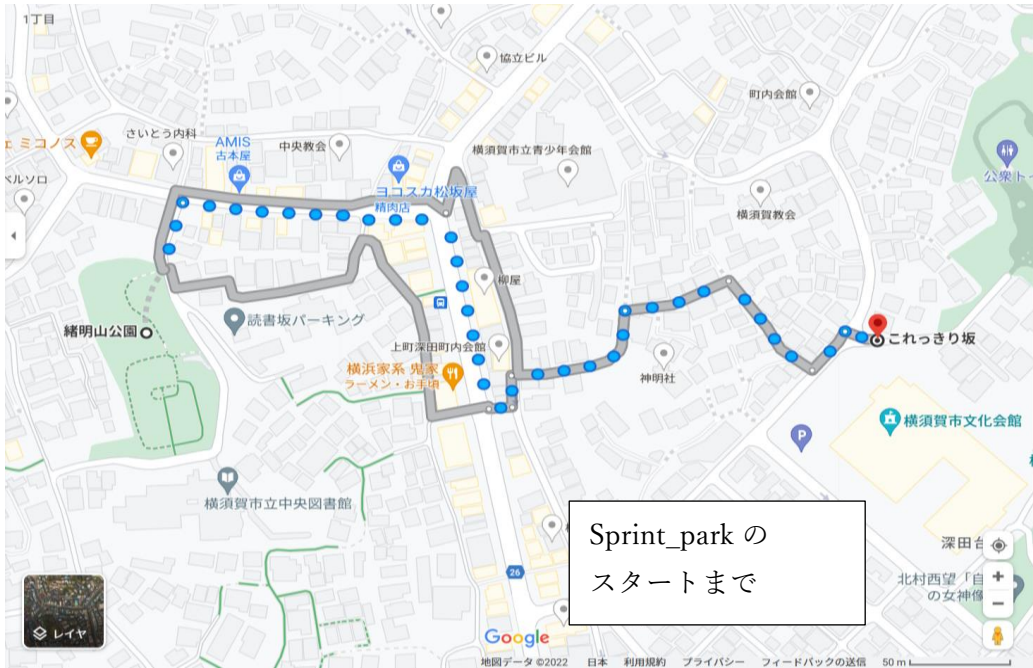 1丁目
協立ビル
町内会館
さいとう内科
AMIS
古本屋
中央教会
横須賀市立青少年会館
ェ ミコノス
ベルソロ
ヨコスカ松坂屋
精肉店
公衆ト
横須賀教会
柳屋
緒明山公園
読書坂パーキング
上町深田町内会館
これっきり坂
横浜家系 鬼家
ラーメン・お手頃
神明社
P
横須賀市文化会館
横須賀市立中央図書館
Sprint_park の
スタートまで
深田台
26
北村西望「自
の女神像
レイヤ
Google
地図データ ©2022 日本 利用規約 プライバシー フィードバックの送信 50 m